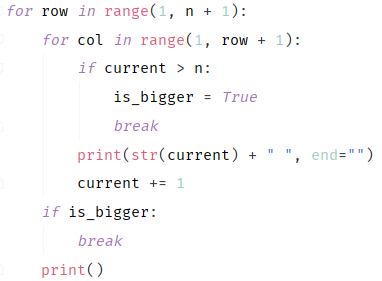 for row in range(1, n + 1):
    for col in range(1, row + 1):
        if current > n:
            is_bigger = True
            break
        print(str(current) + " ", end="")
        current += 1
    if is_bigger:
        break
    print()